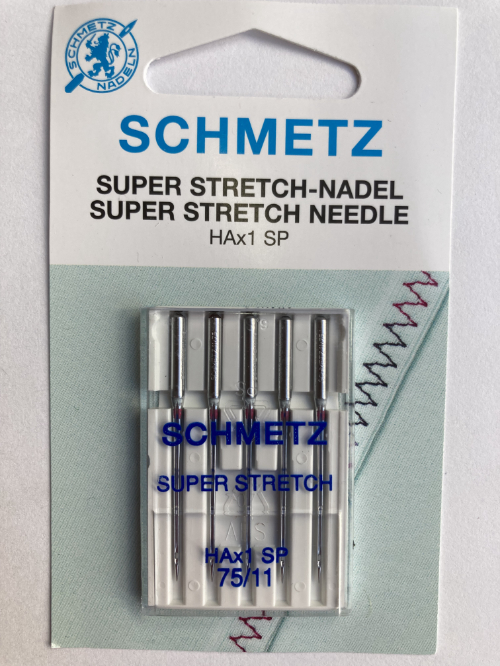 SCHMETZ
NADELN
SCHMETZ
SUPER STRETCH-NADEL
SUPER STRETCH NEEDLE
HAx1 SP
SCHMETZ
SUPER STRETCH
HAx1 SP
75/11